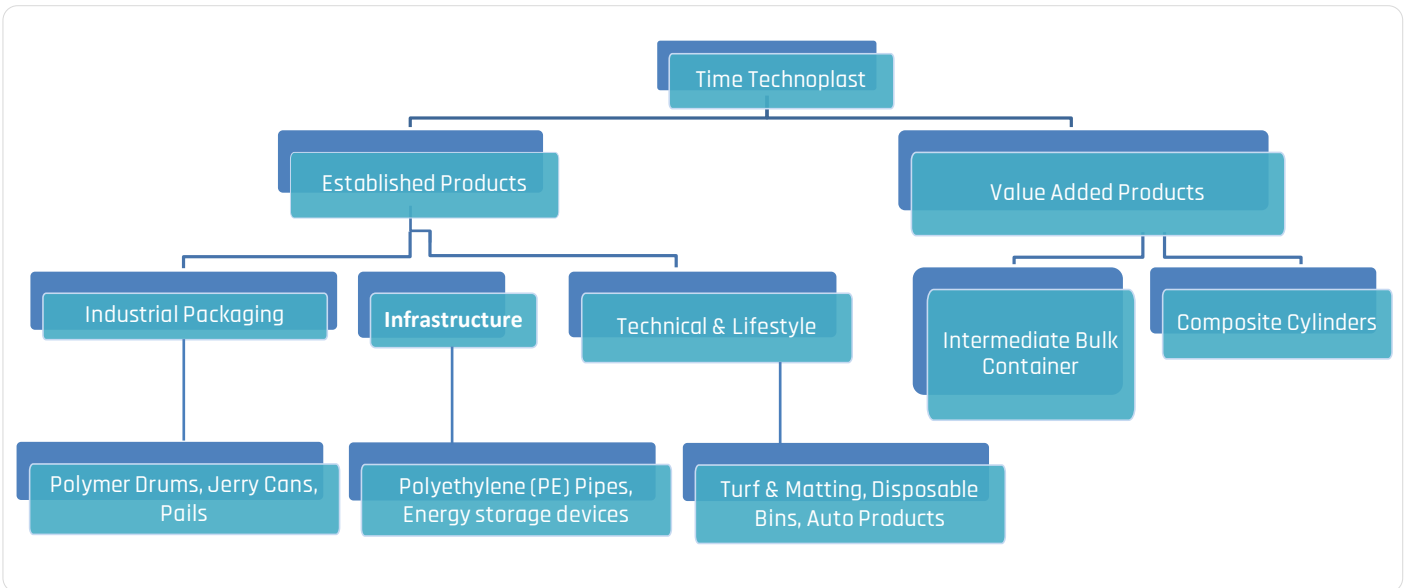 Time Technoplast
Established Products
Value Added Products
Industrial Packaging
Infrastructure
Technical & Lifestyle
Intermediate Bulk
Container
Composite Cylinders
Polymer Drums, Jerry Cans,
Pails
Polyethylene (PE) Pipes,
Energy storage devices
Turf & Matting, Disposable
Bins, Auto Products